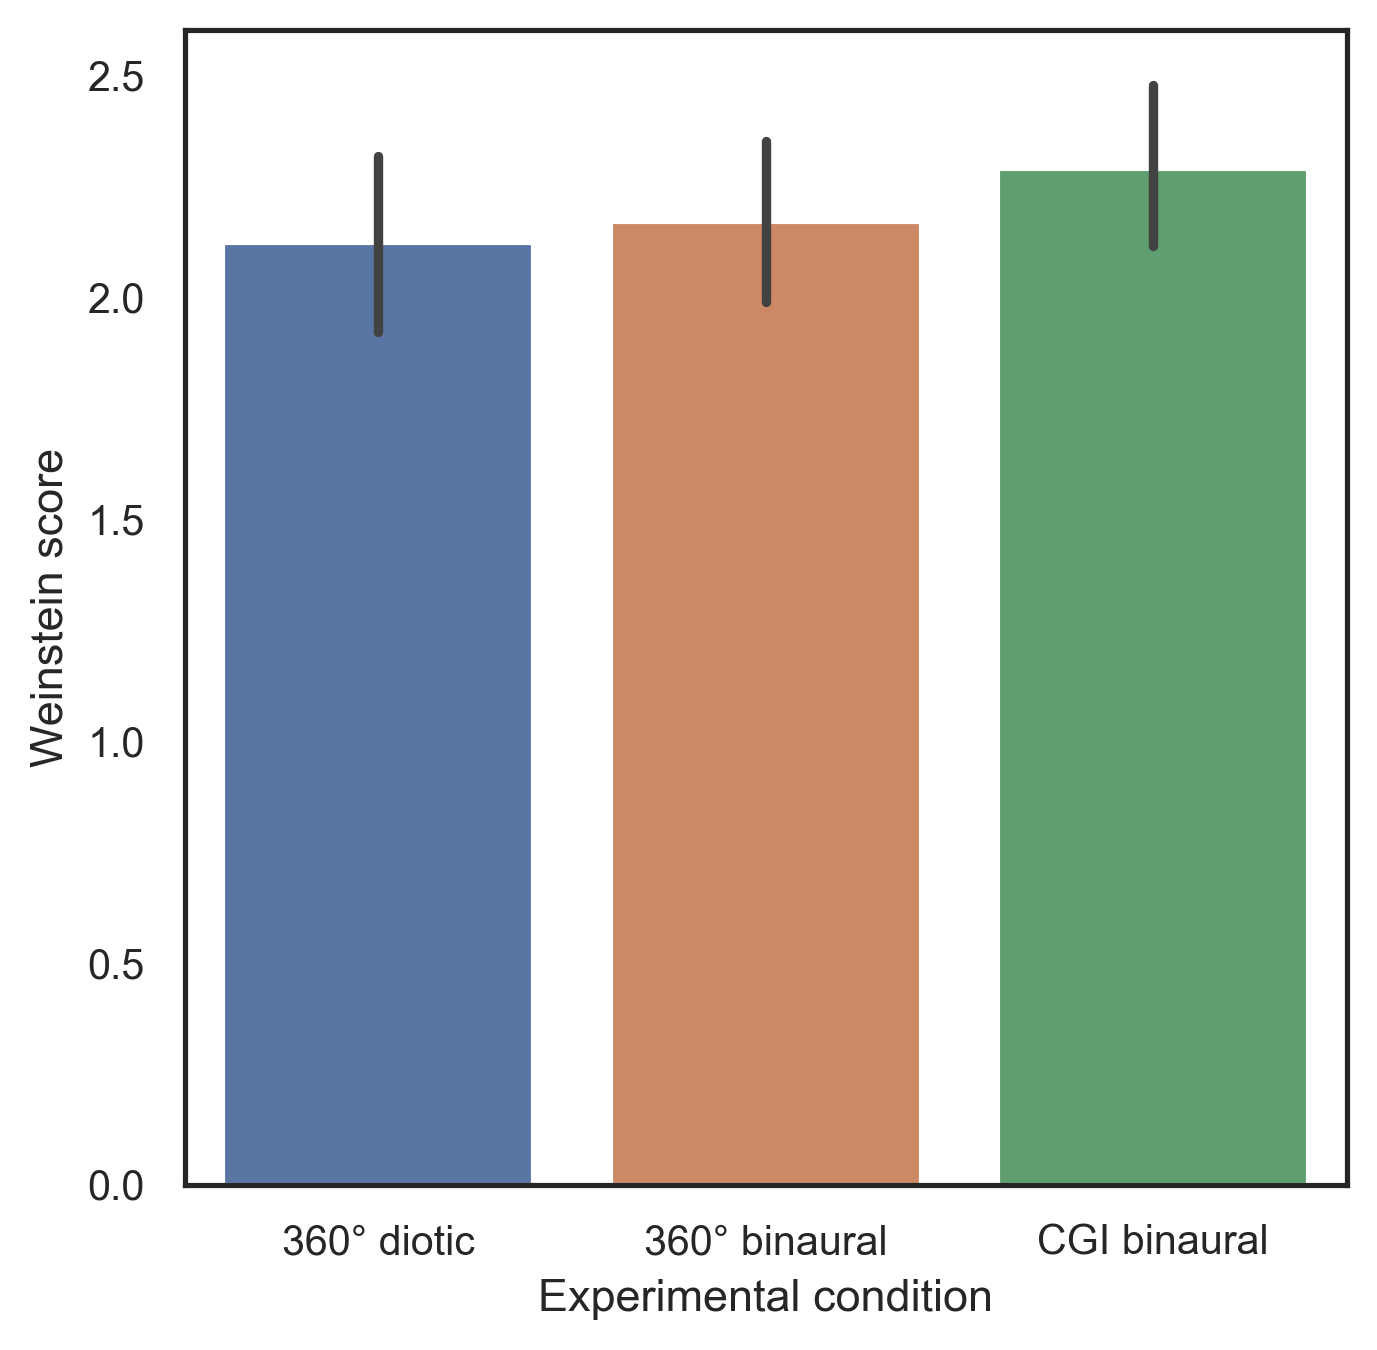 2.5
2.0
1.5
1.0
0.5
0.0
Weinstein score
360° diotic
360° binaural
CGI binaural
Experimental condition